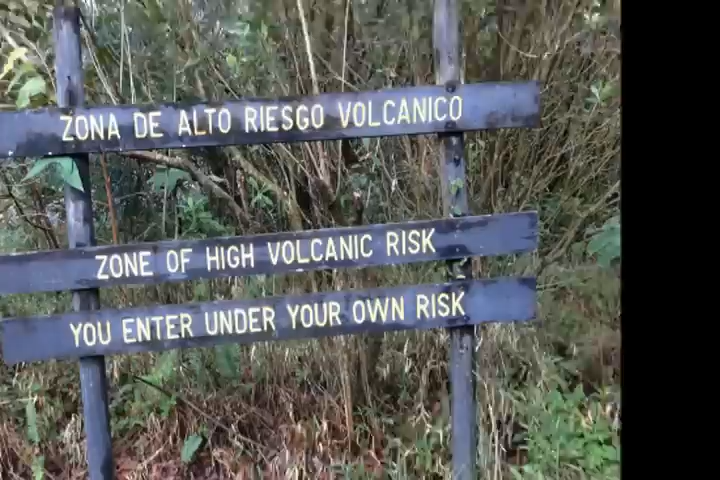 ZONA DE ALTO RIESGO VOLCANICO
ZONE OF HIGH VOLCANIC RISK
YOU ENTER UNDER YOUR OWN RISK